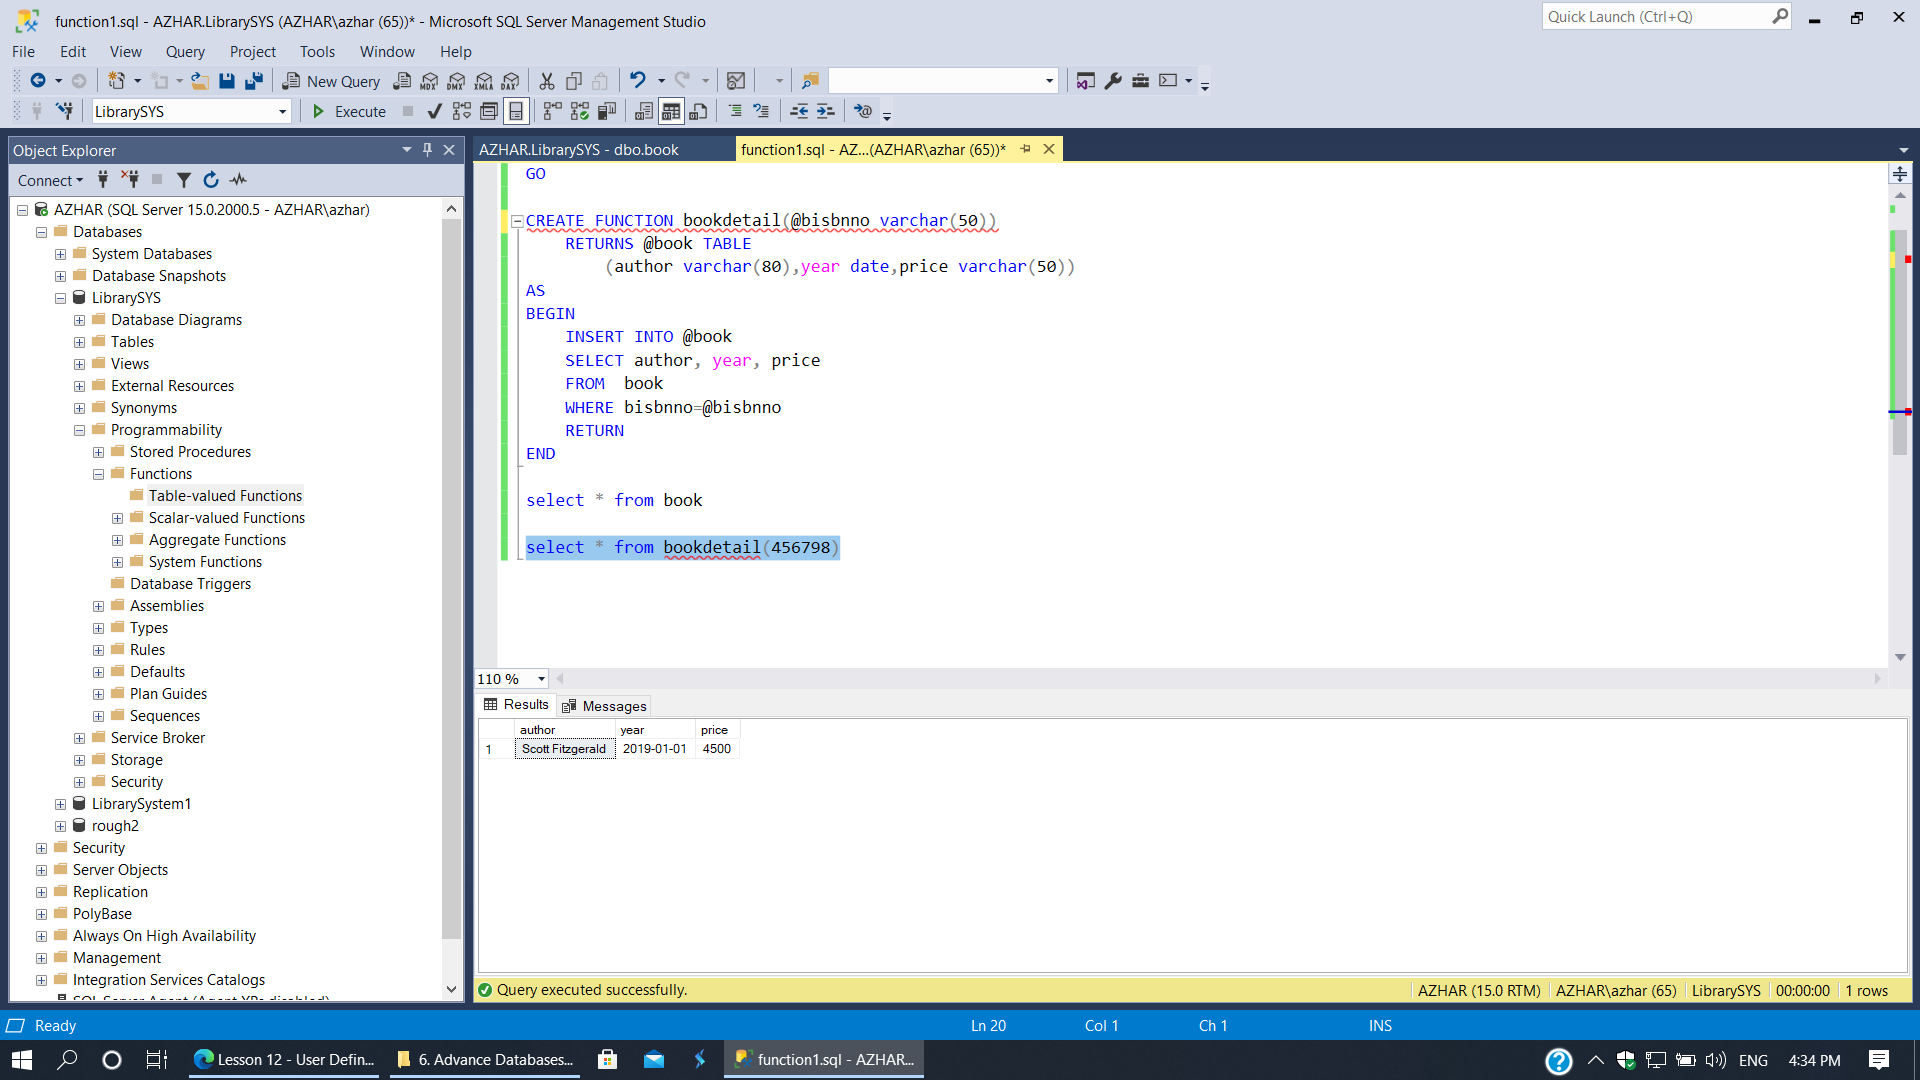 function1.sql - AZHAR.LibrarySYS (AZHAR\azhar (65))* - Microsoft SQL Server Management Studio
Quick Launch (Ctrl+Q)
File Edit View Query Project Tools Window Help
New Query MDX DMX XMLA DAX
LibrarySYS Execute
Object Explorer
Connect
AZHAR (SQL Server 15.0.2000.5 - AZHAR\azhar)
Databases
System Databases
Database Snapshots
LibrarySYS
Database Diagrams
Tables
Views
External Resources
Synonyms
Programmability
Stored Procedures
Functions
Table-valued Functions
Scalar-valued Functions
Aggregate Functions
System Functions
Database Triggers
Assemblies
Types
Rules
Defaults
Plan Guides
Sequences
Service Broker
Storage
Security
LibrarySystem1
rough2
Security
Server Objects
Replication
PolyBase
Always On High Availability
Management
Integration Services Catalogs
SQL Server Agent (Agent XPs disabled)
AZHAR.LibrarySYS - dbo.book
function1.sql - AZ...(AZHAR\azhar (65))*
GO
CREATE FUNCTION bookdetail(@bisbnno varchar(50))
RETURNS @book TABLE
(author varchar(80),year date,price varchar(50))
AS
BEGIN
INSERT INTO @book
SELECT author, year, price
FROM book
WHERE bisbnno=@bisbnno
RETURN
END
select * from book
select * from bookdetail(456798)
110 %
Results Messages
author year price
1 Scott Fitzgerald 2019-01-01 4500
Query executed successfully.
AZHAR (15.0 RTM) AZHAR\azhar (65) LibrarySYS 00:00:00 1 rows
Ready Ln 20 Col 1 Ch 1 INS
Lesson 12 - User Defin... 6. Advance Databases... function1.sql - AZHAR... ENG 4:34 PM